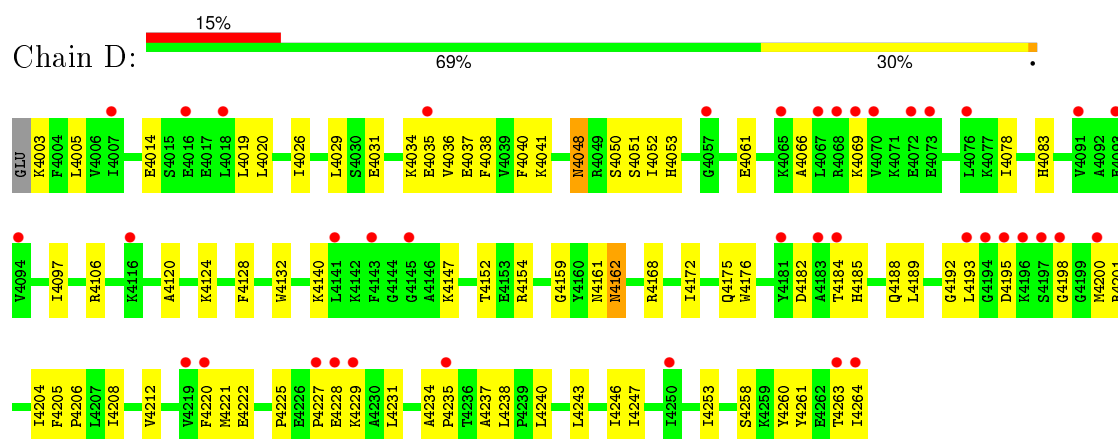 15%
Chain D:
69% 30% •
GLU K4003 F4004 L4005 V4006 I4007 E4014 S4015 E4016 E4017 L4018 L4019 L4020 I4026 L4029 S4030 E4031 K4034 E4035 V4036 E4037 F4038 V4039 F4040 K4041 N4048 R4049 S4050 S4051 I4052 H4053 G4057 E4061 K4065 A4066 L4067 R4068 K4069 V4070 K4071 E4072 E4073 L4076 K4077 I4078 H4083 V4091 A4092
V4094 I4097 R4106 K4116 A4120 K4124 F4128 W4132 K4140 L4141 K4142 F4143 G4144 G4145 A4146 K4147 T4152 E4153 R4154 G4159 Y4160 N4161 N4162 R4168 I4172 Q4175 W4176 Y4181 D4182 A4183 T4184 H4185 Q4188 L4189 G4192 L4193 G4194 D4195 K4196 S4197 G4198 G4199 M4200
I4204 F4205 P4206 L4207 I4208 V4212 V4219 F4220 M4221 E4222 P4225 E4226 P4227 E4228 K4229 A4230 L4231 A4234 P4235 T4236 A4237 L4238 P4239 L4240 L4243 I4246 I4247 I4250 I4253 S4258 K4259 Y4260 Y4261 E4262 T4263 I4264